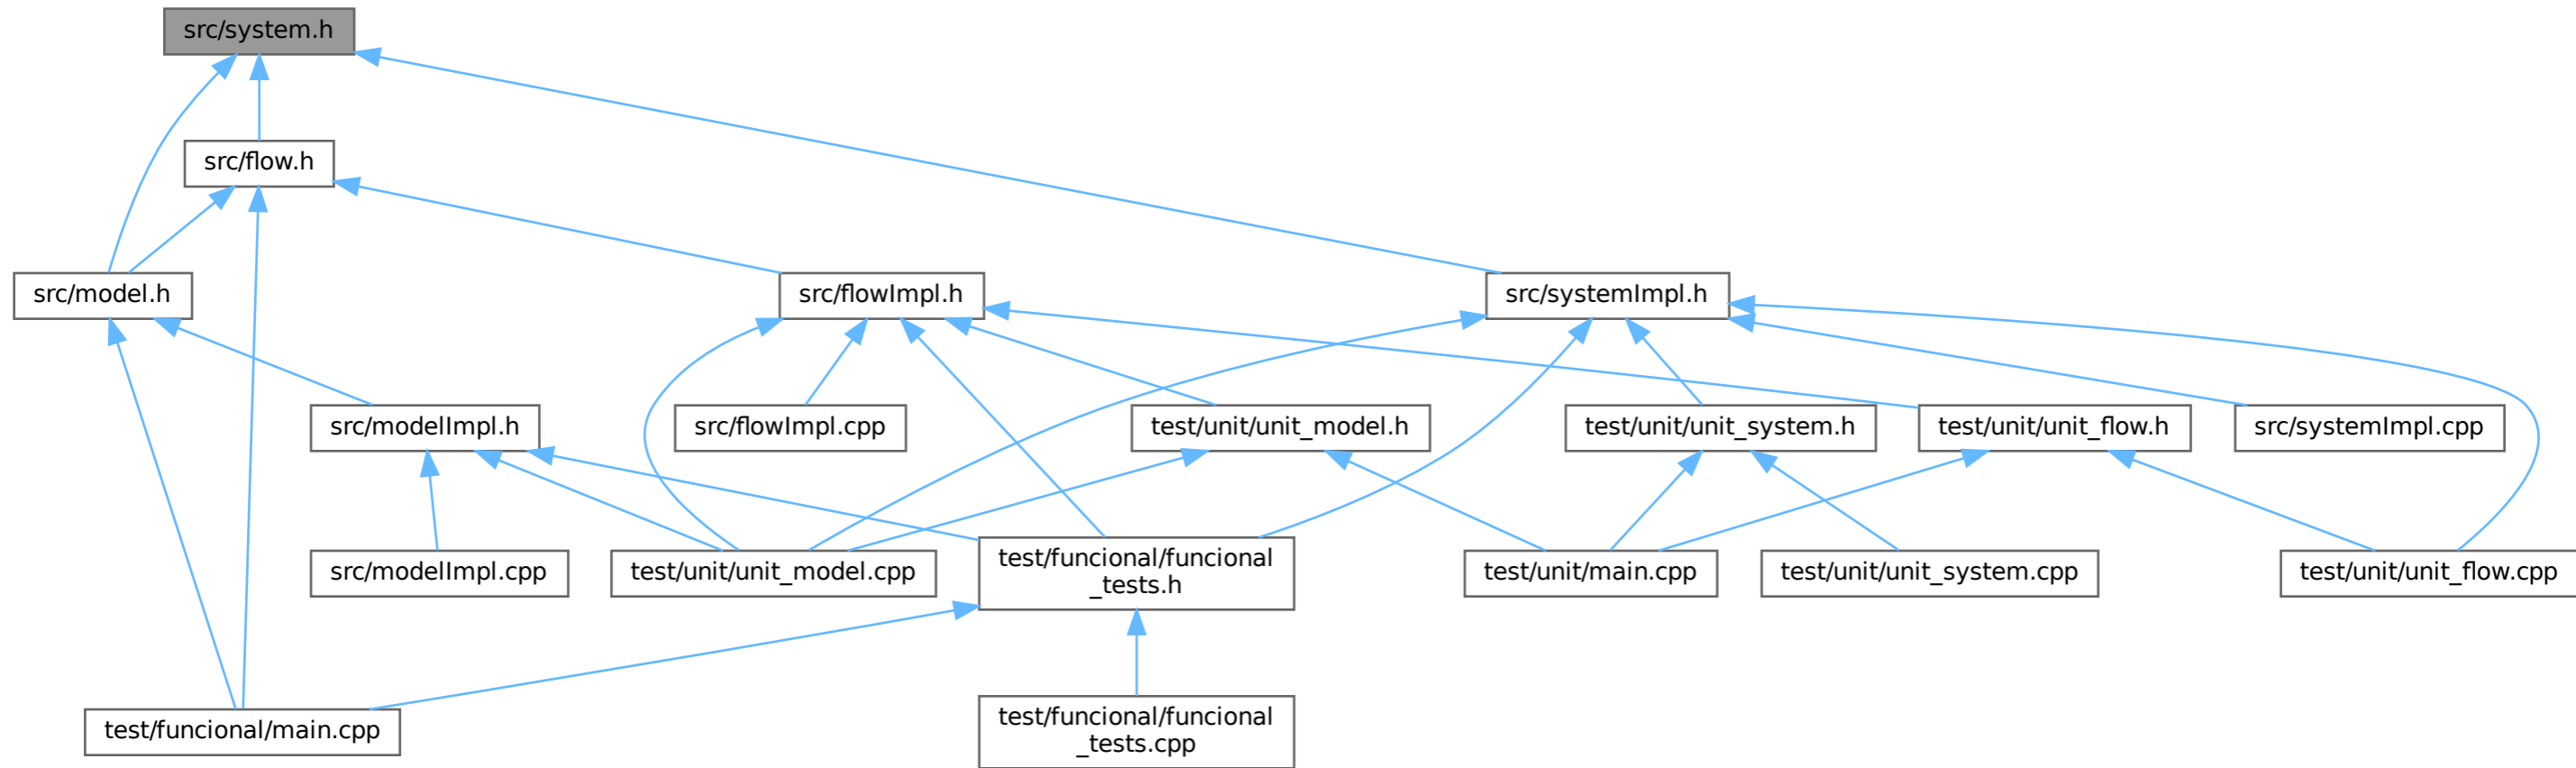 src/system.h
src/flow.h
src/model.h
src/flowImpl.h
src/systemImpl.h
src/modelImpl.h
src/flowImpl.cpp
test/unit/unit_model.h
test/unit/unit_system.h
test/unit/unit_flow.h
src/systemImpl.cpp
src/modelImpl.cpp
test/unit/unit_model.cpp
test/funcional/funcional
_tests.h
test/unit/main.cpp
test/unit/unit_system.cpp
test/unit/unit_flow.cpp
test/funcional/main.cpp
test/funcional/funcional
_tests.cpp